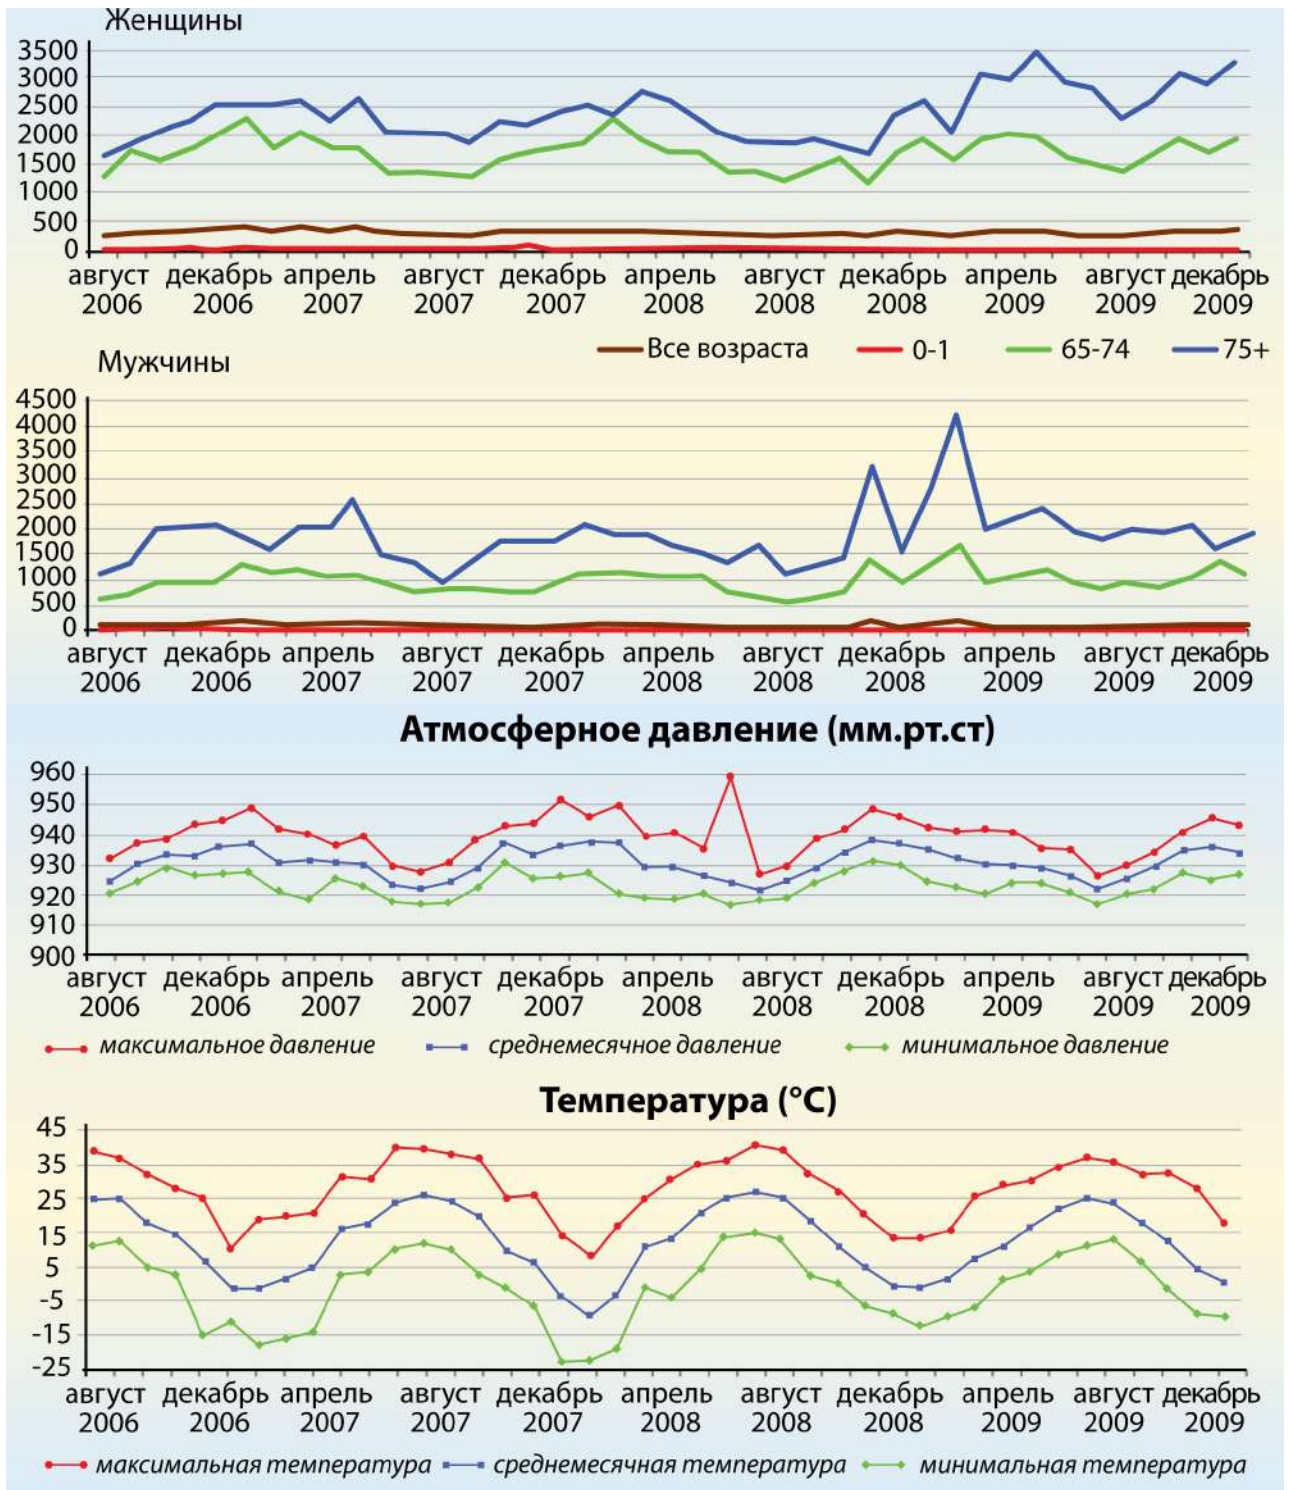 Женщины
3500
3000
2500
2000
1500
1000
500
0
август декабрь апрель август декабрь апрель август декабрь апрель август декабрь
2006 2006 2007 2007 2007 2008 2008 2008 2009 2009 2009
Все возраста 0-1 65-74 75+
Мужчины
4500
4000
3500
3000
2500
2000
1500
1000
500
0
август декабрь апрель август декабрь апрель август декабрь апрель август декабрь
2006 2006 2007 2007 2007 2008 2008 2008 2009 2009 2009
Атмосферное давление (мм.рт.ст)
960
950
940
930
920
910
900
август декабрь апрель август декабрь апрель август декабрь апрель август декабрь
2006 2006 2007 2007 2007 2008 2008 2008 2009 2009 2009
максимальное давление среднемесячное давление минимальное давление
Температура (°C)
45
35
25
15
5
-5
-15
-25
август декабрь апрель август декабрь апрель август декабрь апрель август декабрь
2006 2006 2007 2007 2007 2008 2008 2008 2009 2009 2009
максимальная температура среднемесячная температура минимальная температура